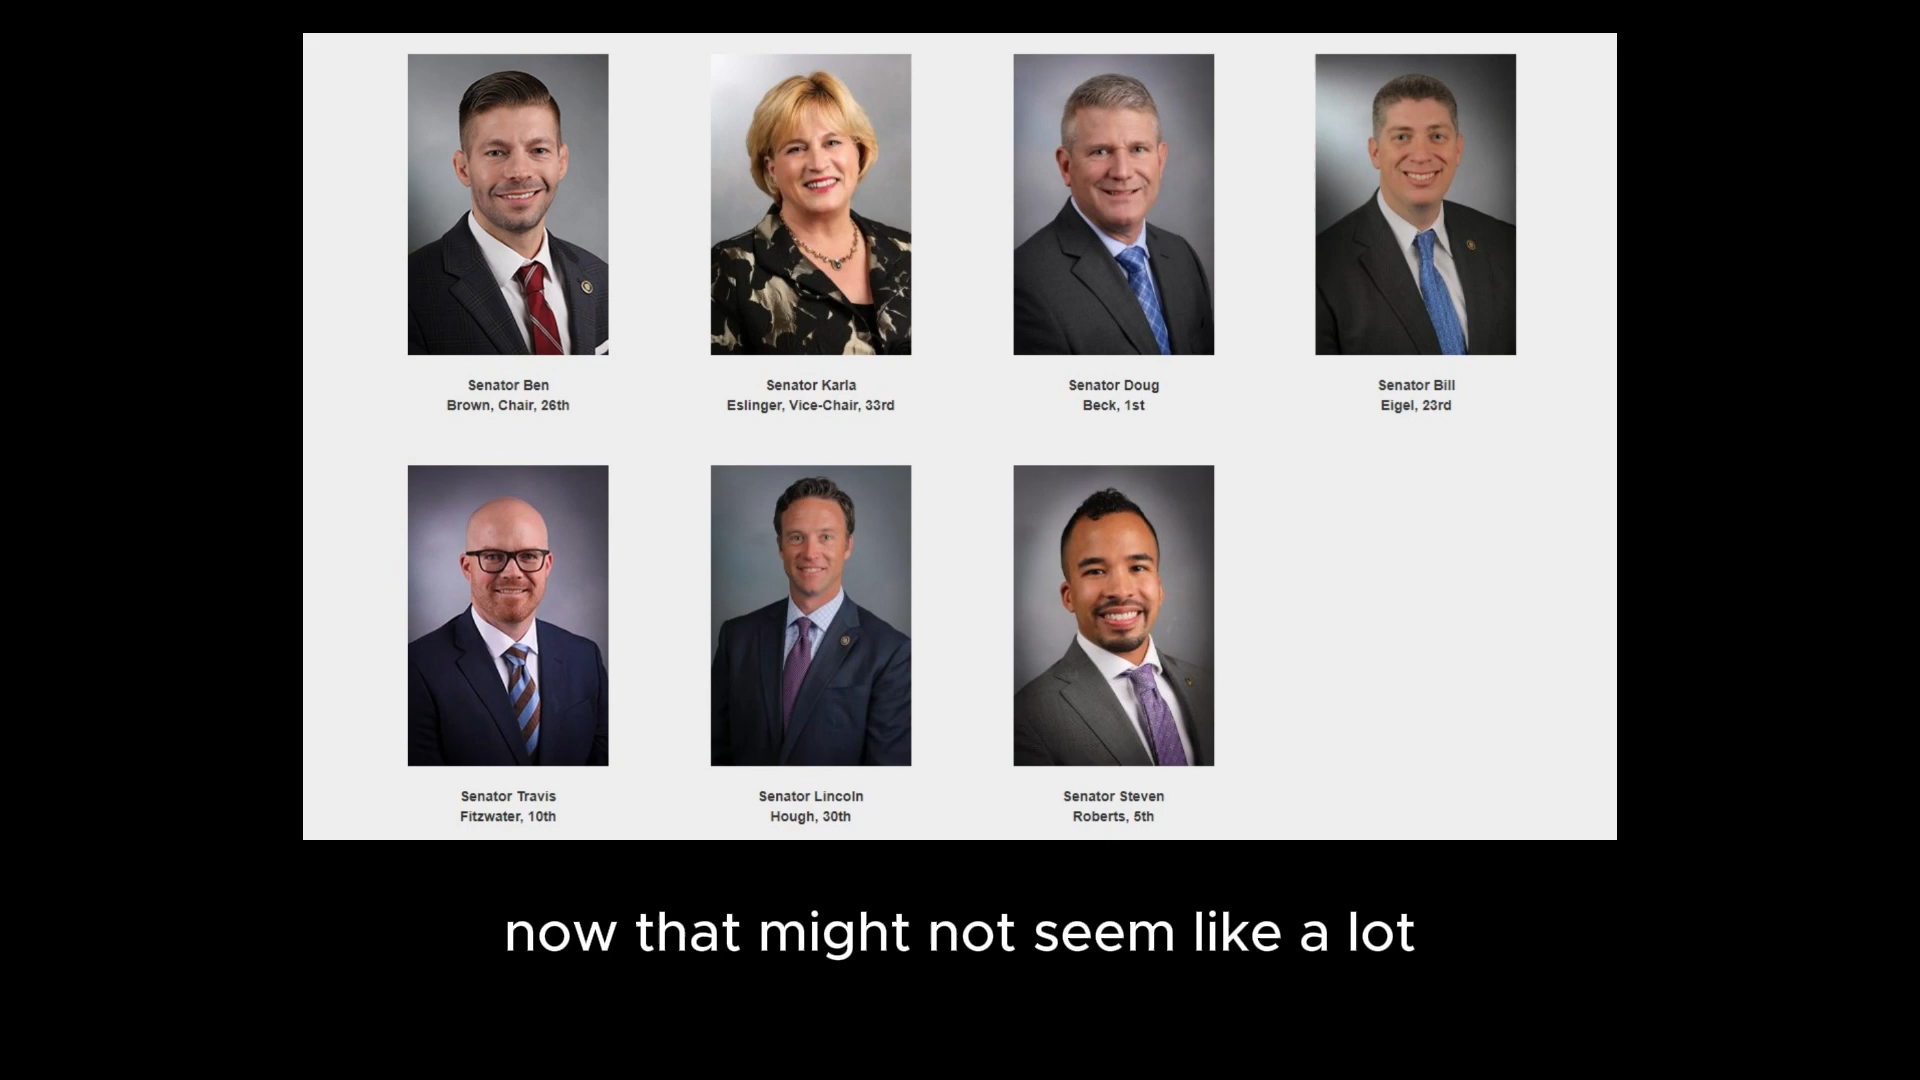 Senator Ben
Brown, Chair, 26th
Senator Karla
Eslinger, Vice-Chair, 33rd
Senator Doug
Beck, 1st
Senator Bill
Eigel, 23rd
Senator Travis
Fitzwater, 10th
Senator Lincoln
Hough, 30th
Senator Steven
Roberts, 5th
now that might not seem like a lot